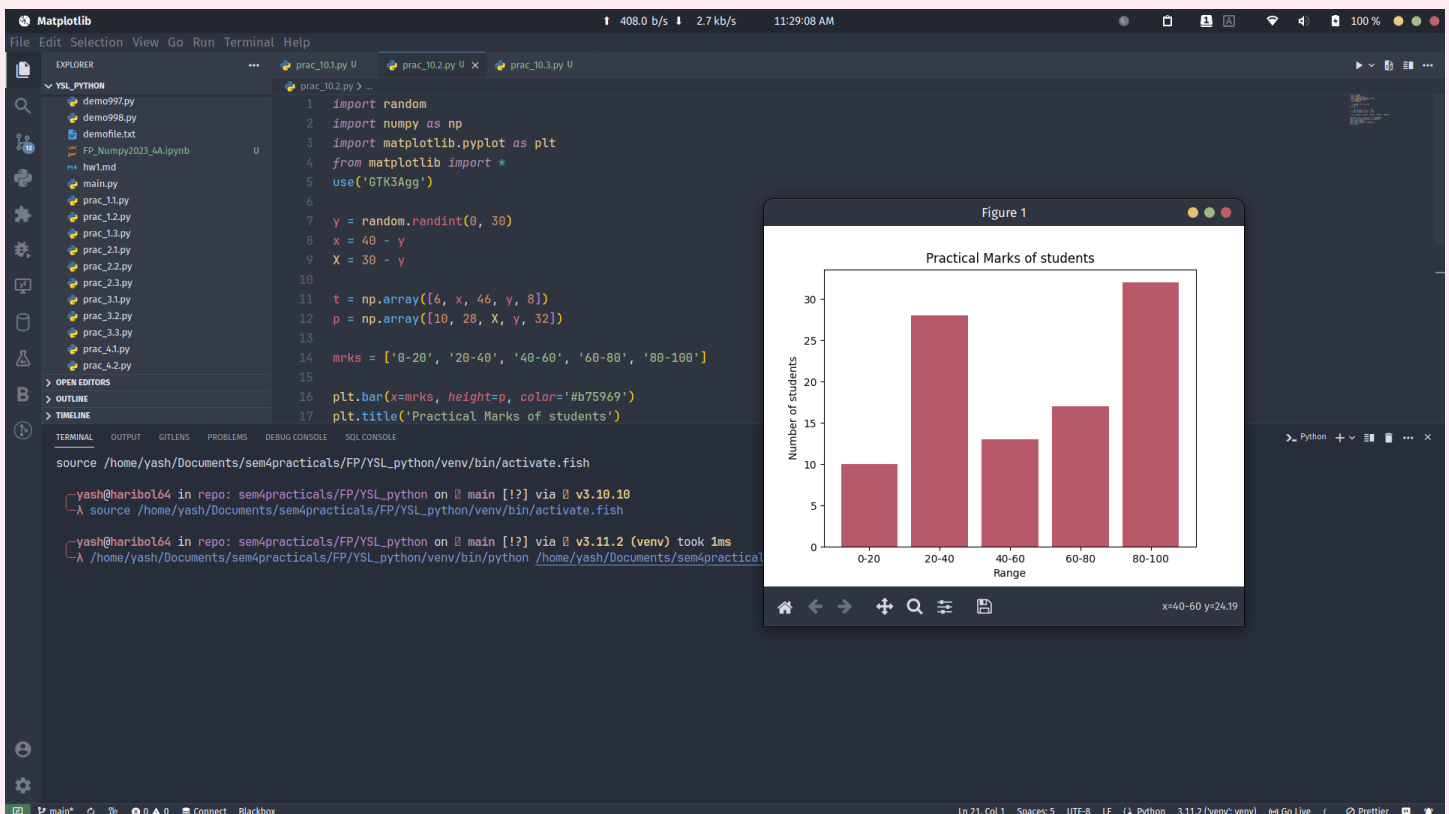 Matplotlib
408.0 b/s 2.7 kb/s 11:29:08 AM
1 A 100 %
File Edit Selection View Go Run Terminal Help
EXPLORER
YSL_PYTHON
demo997.py
demo998.py
demofile.txt
FP_Numpy2023_4A.ipynb U
hw1.md
main.py
prac_1.1.py
prac_1.2.py
prac_1.3.py
prac_2.1.py
prac_2.2.py
prac_2.3.py
prac_3.1.py
prac_3.2.py
prac_3.3.py
prac_4.1.py
prac_4.2.py
OPEN EDITORS
OUTLINE
TIMELINE
12
prac_10.1.py U prac_10.2.py U prac_10.3.py U
prac_10.2.py > ...
1 import random
2 import numpy as np
3 import matplotlib.pyplot as plt
4 from matplotlib import *
5 use('GTK3Agg')
6
7 y = random.randint(0, 30)
8 x = 40 - y
9 X = 30 - y
10
11 t = np.array([6, x, 46, y, 8])
12 p = np.array([10, 28, X, y, 32])
13
14 mrks = ['0-20', '20-40', '40-60', '60-80', '80-100']
15
16 plt.bar(x=mrks, height=p, color='#b75969')
17 plt.title('Practical Marks of students')
TERMINAL OUTPUT GITLENS PROBLEMS DEBUG CONSOLE SQL CONSOLE
Python
source /home/yash/Documents/sem4practicals/FP/YSL_python/venv/bin/activate.fish
yash@haribol64 in repo: sem4practicals/FP/YSL_python on main [!?] via v3.10.10
λ source /home/yash/Documents/sem4practicals/FP/YSL_python/venv/bin/activate.fish
yash@haribol64 in repo: sem4practicals/FP/YSL_python on main [!?] via v3.11.2 (venv) took 1ms
λ /home/yash/Documents/sem4practicals/FP/YSL_python/venv/bin/python /home/yash/Documents/sem4practical
Figure 1
Practical Marks of students
Number of students
30
25
20
15
10
5
0
0-20 20-40 40-60 60-80 80-100
Range
x=40-60 y=24.19
main* 0 0 Connect Blackbox
Ln 21, Col 1 Spaces: 5 UTF-8 LF Python 3.11.2 ('venv': venv) Go Live Prettier